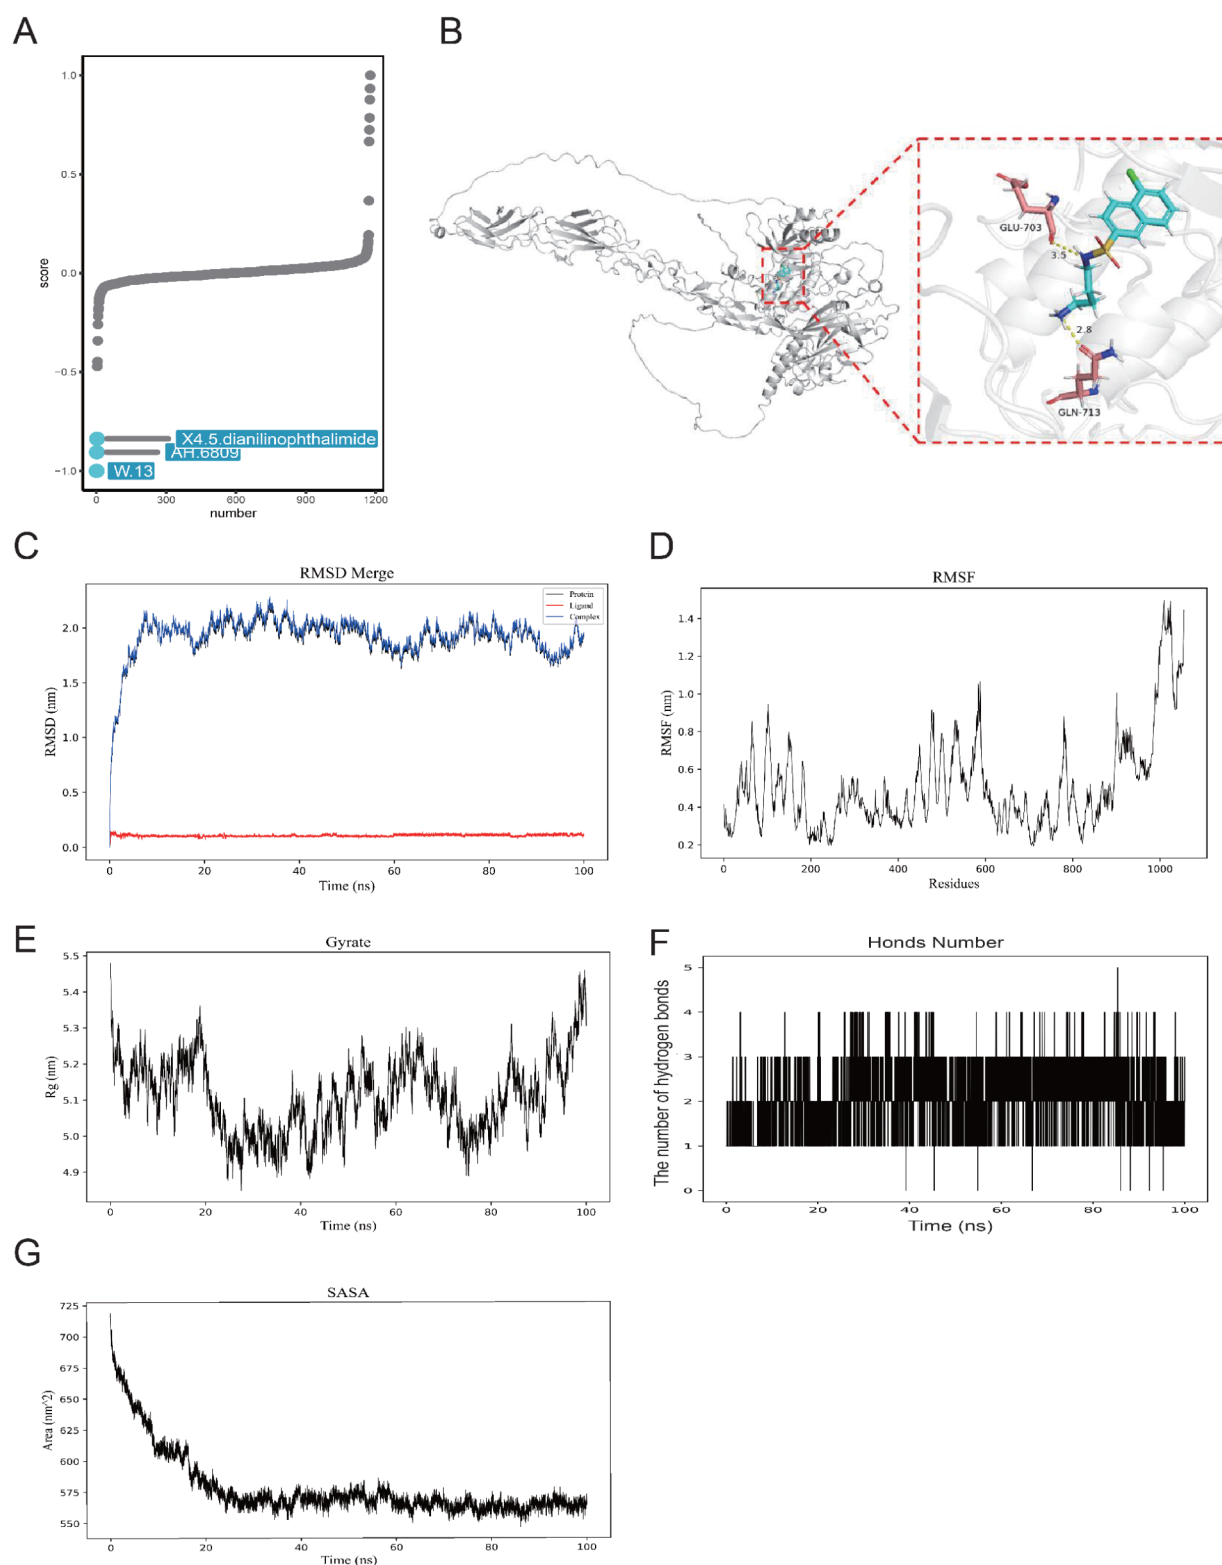 A
1.0
0.5
0.0
−0.5
−1.0
score
X4.5.dianilinophthalimide
AH.6809
W.13
0
300
600
900
1200
number
B
GLU-703
3.5
2.8
GLN-713
C
RMSD Merge
Protein
Ligand
Complex
2.0
1.5
1.0
0.5
0.0
RMSD (nm)
0
20
40
60
80
100
Time (ns)
D
RMSF
1.4
1.2
1.0
0.8
0.6
0.4
0.2
RMSF (nm)
0
200
400
600
800
1000
Residues
E
Gyrate
5.5
5.4
5.3
5.2
5.1
5.0
4.9
Rg (nm)
0
20
40
60
80
100
Time (ns)
F
Honds Number
5
4
3
2
1
0
The number of hydrogen bonds
0
20
40
60
80
100
Time (ns)
G
SASA
725
700
675
650
625
600
575
550
Area (nm^2)
0
20
40
60
80
100
Time (ns)